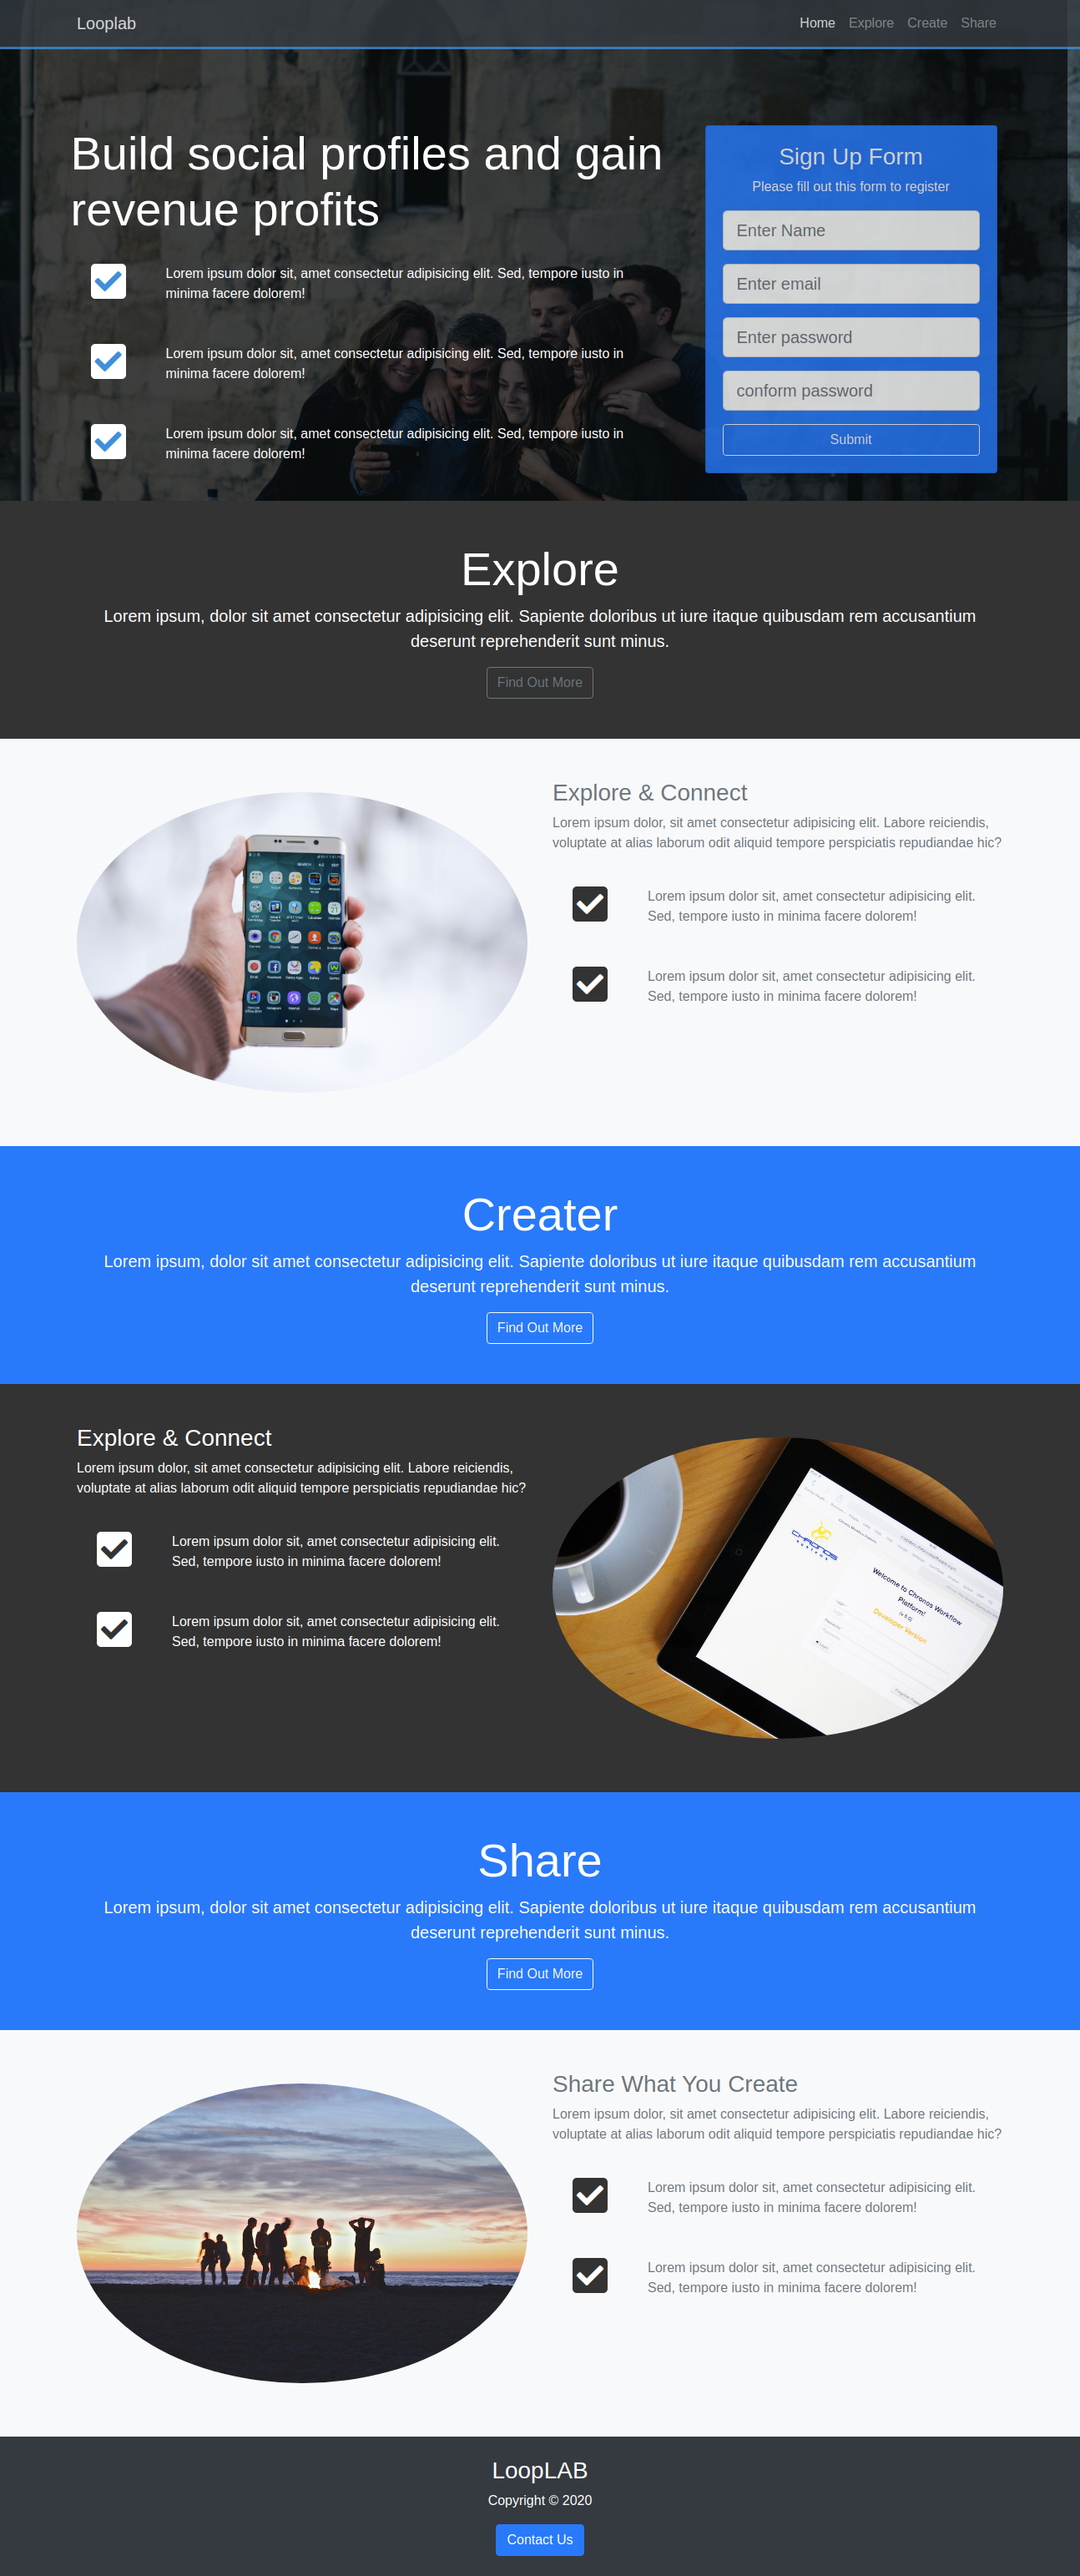 Looplab
Home Explore Create Share
Build social profiles and gain
revenue profits
Lorem ipsum dolor sit, amet consectetur adipisicing elit. Sed, tempore iusto in
minima facere dolorem!
Lorem ipsum dolor sit, amet consectetur adipisicing elit. Sed, tempore iusto in
minima facere dolorem!
Lorem ipsum dolor sit, amet consectetur adipisicing elit. Sed, tempore iusto in
minima facere dolorem!
Sign Up Form
Please fill out this form to register
Enter Name
Enter email
Enter password
conform password
Submit
Explore
Lorem ipsum, dolor sit amet consectetur adipisicing elit. Sapiente doloribus ut iure itaque quibusdam rem accusantium
deserunt reprehenderit sunt minus.
Find Out More
Explore & Connect
Lorem ipsum dolor, sit amet consectetur adipisicing elit. Labore reiciendis,
voluptate at alias laborum odit aliquid tempore perspiciatis repudiandae hic?
Lorem ipsum dolor sit, amet consectetur adipisicing elit.
Sed, tempore iusto in minima facere dolorem!
Lorem ipsum dolor sit, amet consectetur adipisicing elit.
Sed, tempore iusto in minima facere dolorem!
Creater
Lorem ipsum, dolor sit amet consectetur adipisicing elit. Sapiente doloribus ut iure itaque quibusdam rem accusantium
deserunt reprehenderit sunt minus.
Find Out More
Explore & Connect
Lorem ipsum dolor, sit amet consectetur adipisicing elit. Labore reiciendis,
voluptate at alias laborum odit aliquid tempore perspiciatis repudiandae hic?
Lorem ipsum dolor sit, amet consectetur adipisicing elit.
Sed, tempore iusto in minima facere dolorem!
Lorem ipsum dolor sit, amet consectetur adipisicing elit.
Sed, tempore iusto in minima facere dolorem!
CHRONOS
Welcome to Chronos Workflow
Platform!
Developer Version
Share
Lorem ipsum, dolor sit amet consectetur adipisicing elit. Sapiente doloribus ut iure itaque quibusdam rem accusantium
deserunt reprehenderit sunt minus.
Find Out More
Share What You Create
Lorem ipsum dolor, sit amet consectetur adipisicing elit. Labore reiciendis,
voluptate at alias laborum odit aliquid tempore perspiciatis repudiandae hic?
Lorem ipsum dolor sit, amet consectetur adipisicing elit.
Sed, tempore iusto in minima facere dolorem!
Lorem ipsum dolor sit, amet consectetur adipisicing elit.
Sed, tempore iusto in minima facere dolorem!
LoopLAB
Copyright © 2020
Contact Us